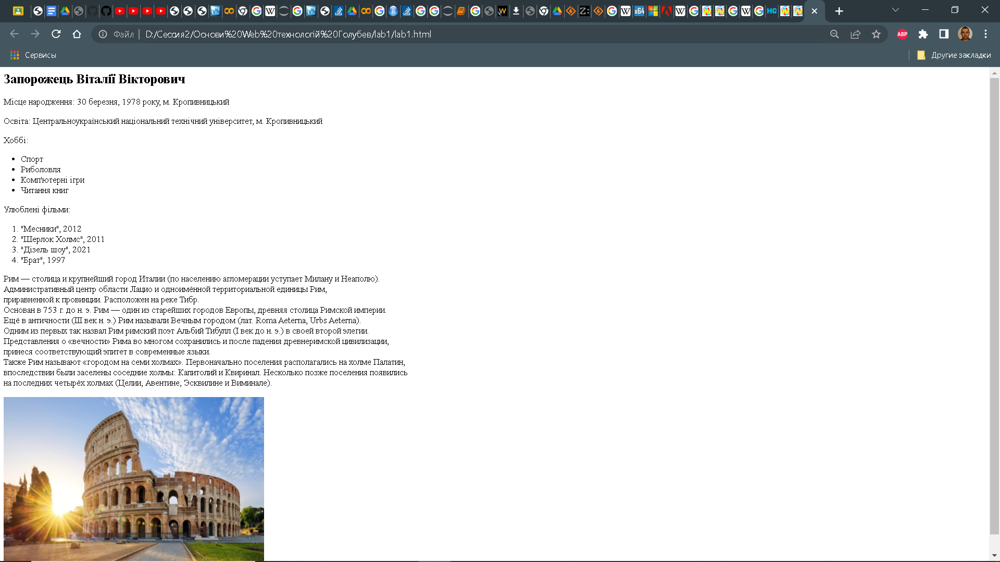 Файл
D:/Сессия2/Основи%20Web%20технологій%20Голубев/lab1/lab1.html
ABP
Сервисы
Другие закладки
Запорожець Віталії Вікторович
Місце народження: 30 березня, 1978 року, м. Кропивницький
Освіта: Центральноукраїнський національний технічний університет, м. Кропивницький
Хоббі:
• Спорт
• Риболовля
• Комп'ютерні ігри
• Читання книг
Улюблені фільми:
1. "Месники", 2012
2. "Шерлок Холмс", 2011
3. "Дізель шоу", 2021
4. "Брат", 1997
Рим — столица и крупнейший город Италии (по населению агломерации уступает Милану и Неаполю).
Административный центр области Лацио и одноимённой территориальной единицы Рим,
приравненной к провинции. Расположен на реке Тибр.
Основан в 753 г. до н. э. Рим — один из старейших городов Европы, древняя столица Римской империи.
Ещё в античности (III век н. э.) Рим называли Вечным городом (лат. Roma Aeterna, Urbs Aeterna).
Одним из первых так назвал Рим римский поэт Альбий Тибулл (I век до н. э.) в своей второй элегии.
Представления о «вечности» Рима во многом сохранились и после падения древнеримской цивилизации,
принеся соответствующий эпитет в современные языки.
Также Рим называют «городом на семи холмах». Первоначально поселения располагались на холме Палатин,
впоследствии были заселены соседние холмы: Капитолий и Квиринал. Несколько позже поселения появились
на последних четырёх холмах (Целии, Авентине, Эсквилине и Виминале).